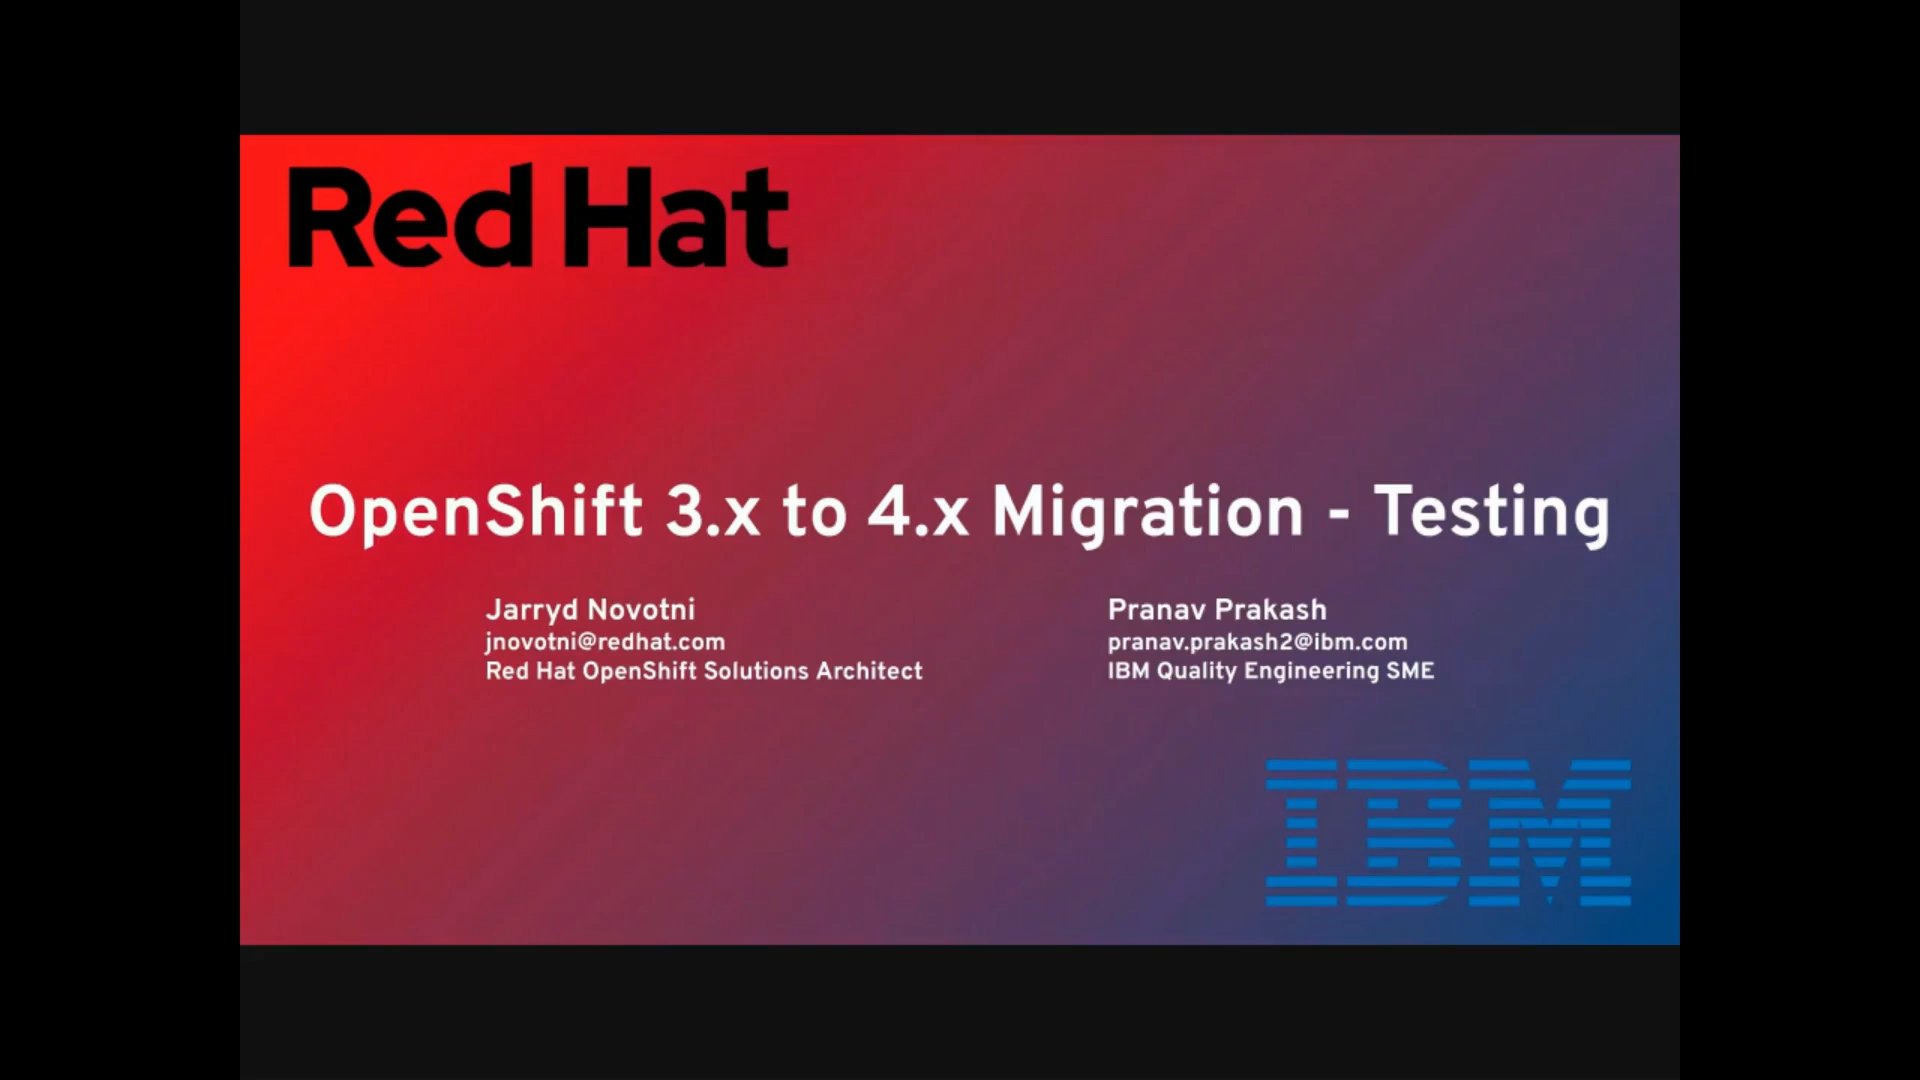 Red Hat
OpenShift 3.x to 4.x Migration - Testing
Jarryd Novotni
jnovotni@redhat.com
Red Hat OpenShift Solutions Architect
Pranav Prakash
pranav.prakash2@ibm.com
IBM Quality Engineering SME
IBM